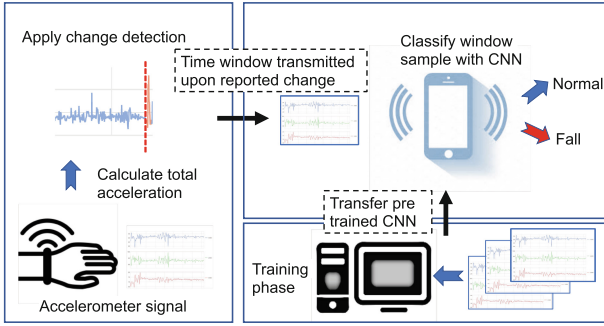 Apply change detection
Calculate total
acceleration
Accelerometer signal
Time window transmitted
upon reported change
Classify window
sample with CNN
Normal
Fall
Transfer pre
trained CNN
Training
phase